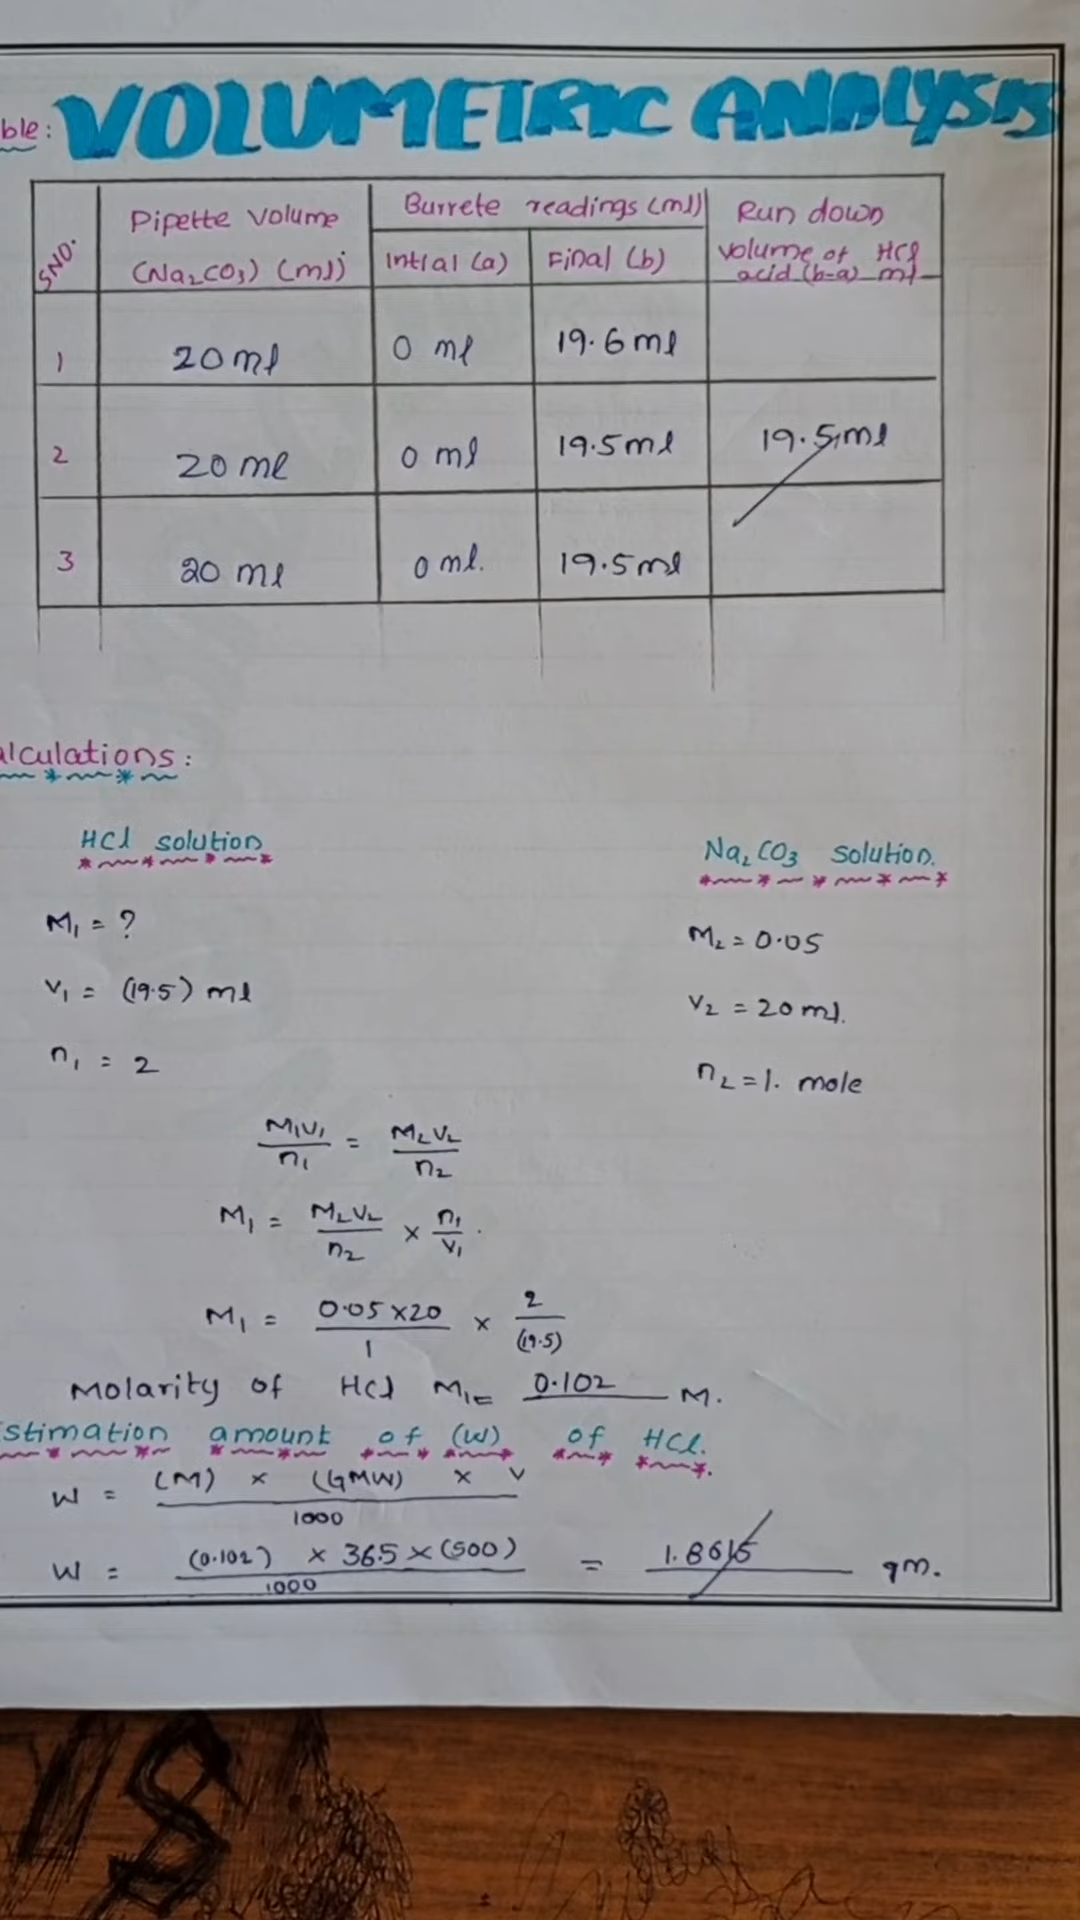 ble: VOLUMETRIC ANALYSIS
SNO. Pipette volume (Na₂CO₃) (ml) Burrete readings (ml) Run down volume of HCl acid (b-a) ml
Intial (a) Final (b)
1 20 ml 0 ml 19.6 ml
2 20 ml 0 ml 19.5 ml 19.5 ml
3 20 ml 0 ml. 19.5 ml
alculations:
HCl solution Na₂CO₃ solution.
M₁ = ? M₂ = 0.05
V₁ = (19.5) ml V₂ = 20 ml.
n₁ = 2 n₂ = 1. mole
M₁V₁/n₁ = M₂V₂/n₂
M₁ = M₂V₂/n₂ × n₁/V₁.
M₁ = 0.05 × 20/1 × 2/(19.5)
Molarity of HCl M₁= 0.102 M.
stimation amount of (W) of HCl.
W = (M) × (GMW) × V/1000
W = (0.102) × 36.5 × (500)/1000 = 1.8615 gm.